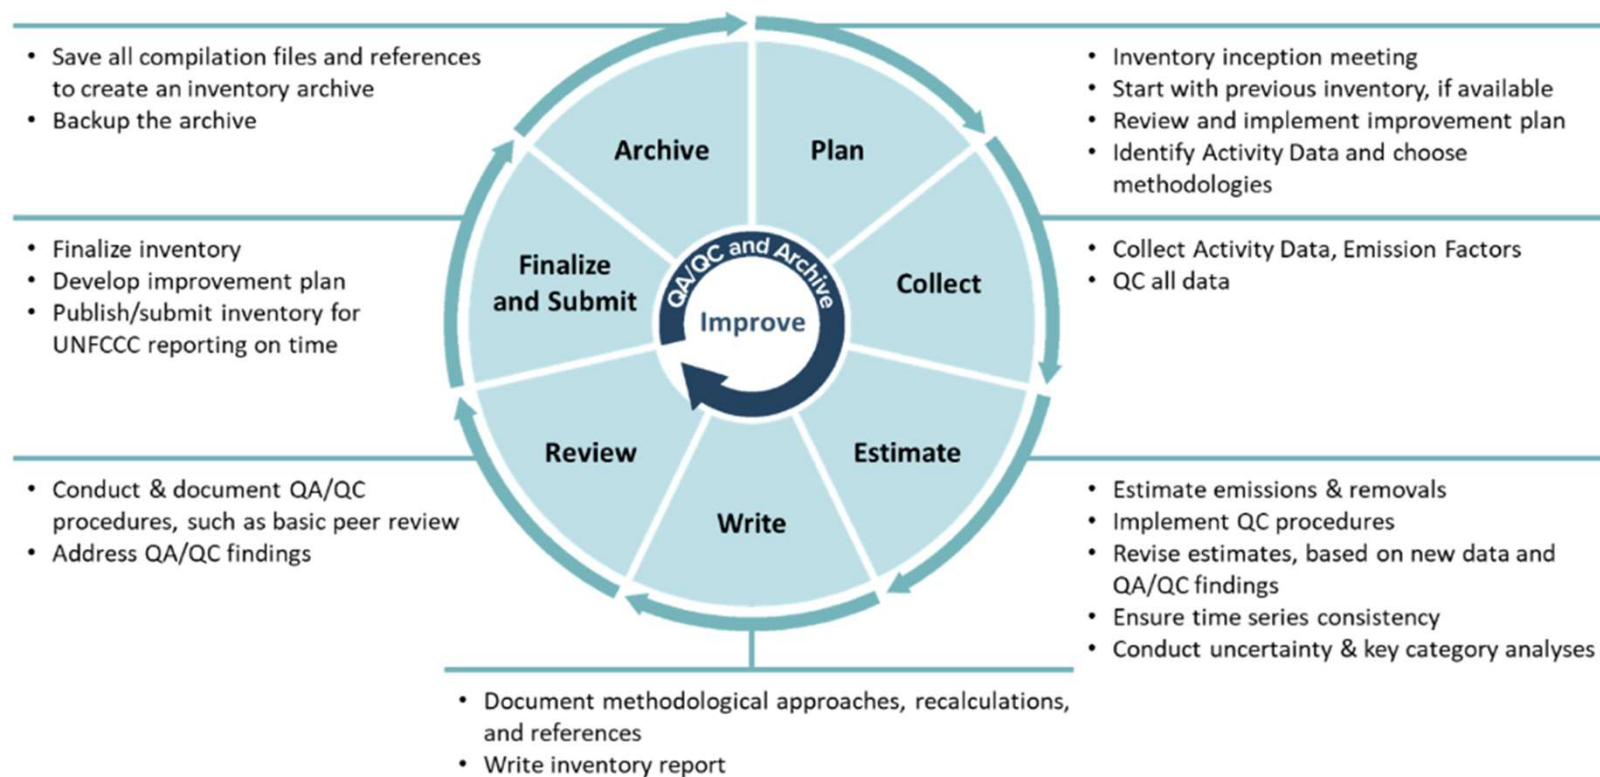 • Save all compilation files and references
to create an inventory archive
• Backup the archive
• Finalize inventory
• Develop improvement plan
• Publish/submit inventory for
UNFCCC reporting on time
• Conduct & document QA/QC
procedures, such as basic peer review
• Address QA/QC findings
Archive
Plan
Finalize
and Submit
Collect
QA/QC and Archive
Improve
Review
Estimate
Write
• Inventory inception meeting
• Start with previous inventory, if available
• Review and implement improvement plan
• Identify Activity Data and choose
methodologies
• Collect Activity Data, Emission Factors
• QC all data
• Estimate emissions & removals
• Implement QC procedures
• Revise estimates, based on new data and
QA/QC findings
• Ensure time series consistency
• Conduct uncertainty & key category analyses
• Document methodological approaches, recalculations,
and references
• Write inventory report